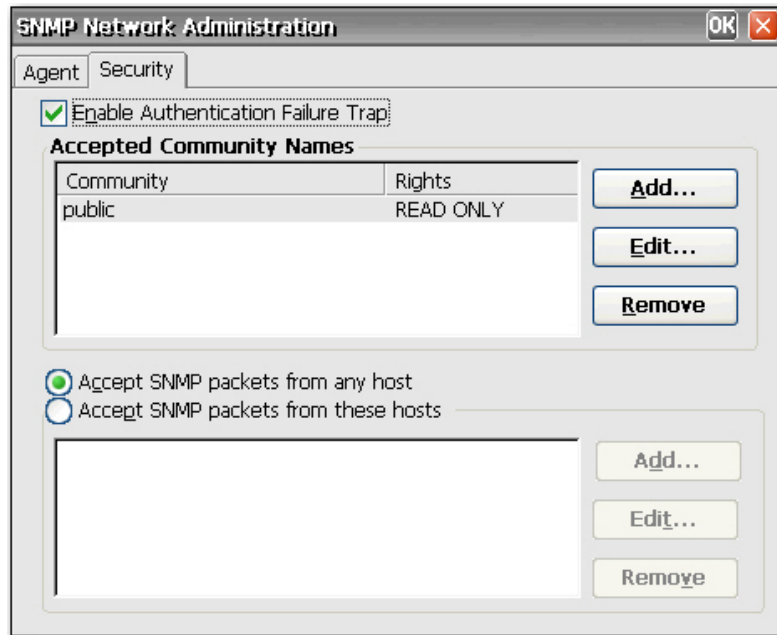 SNMP Network Administration OK
Agent Security
Enable Authentication Failure Trap
Accepted Community Names
Community Rights
public READ ONLY
Add...
Edit...
Remove
Accept SNMP packets from any host
Accept SNMP packets from these hosts
Add...
Edit...
Remove